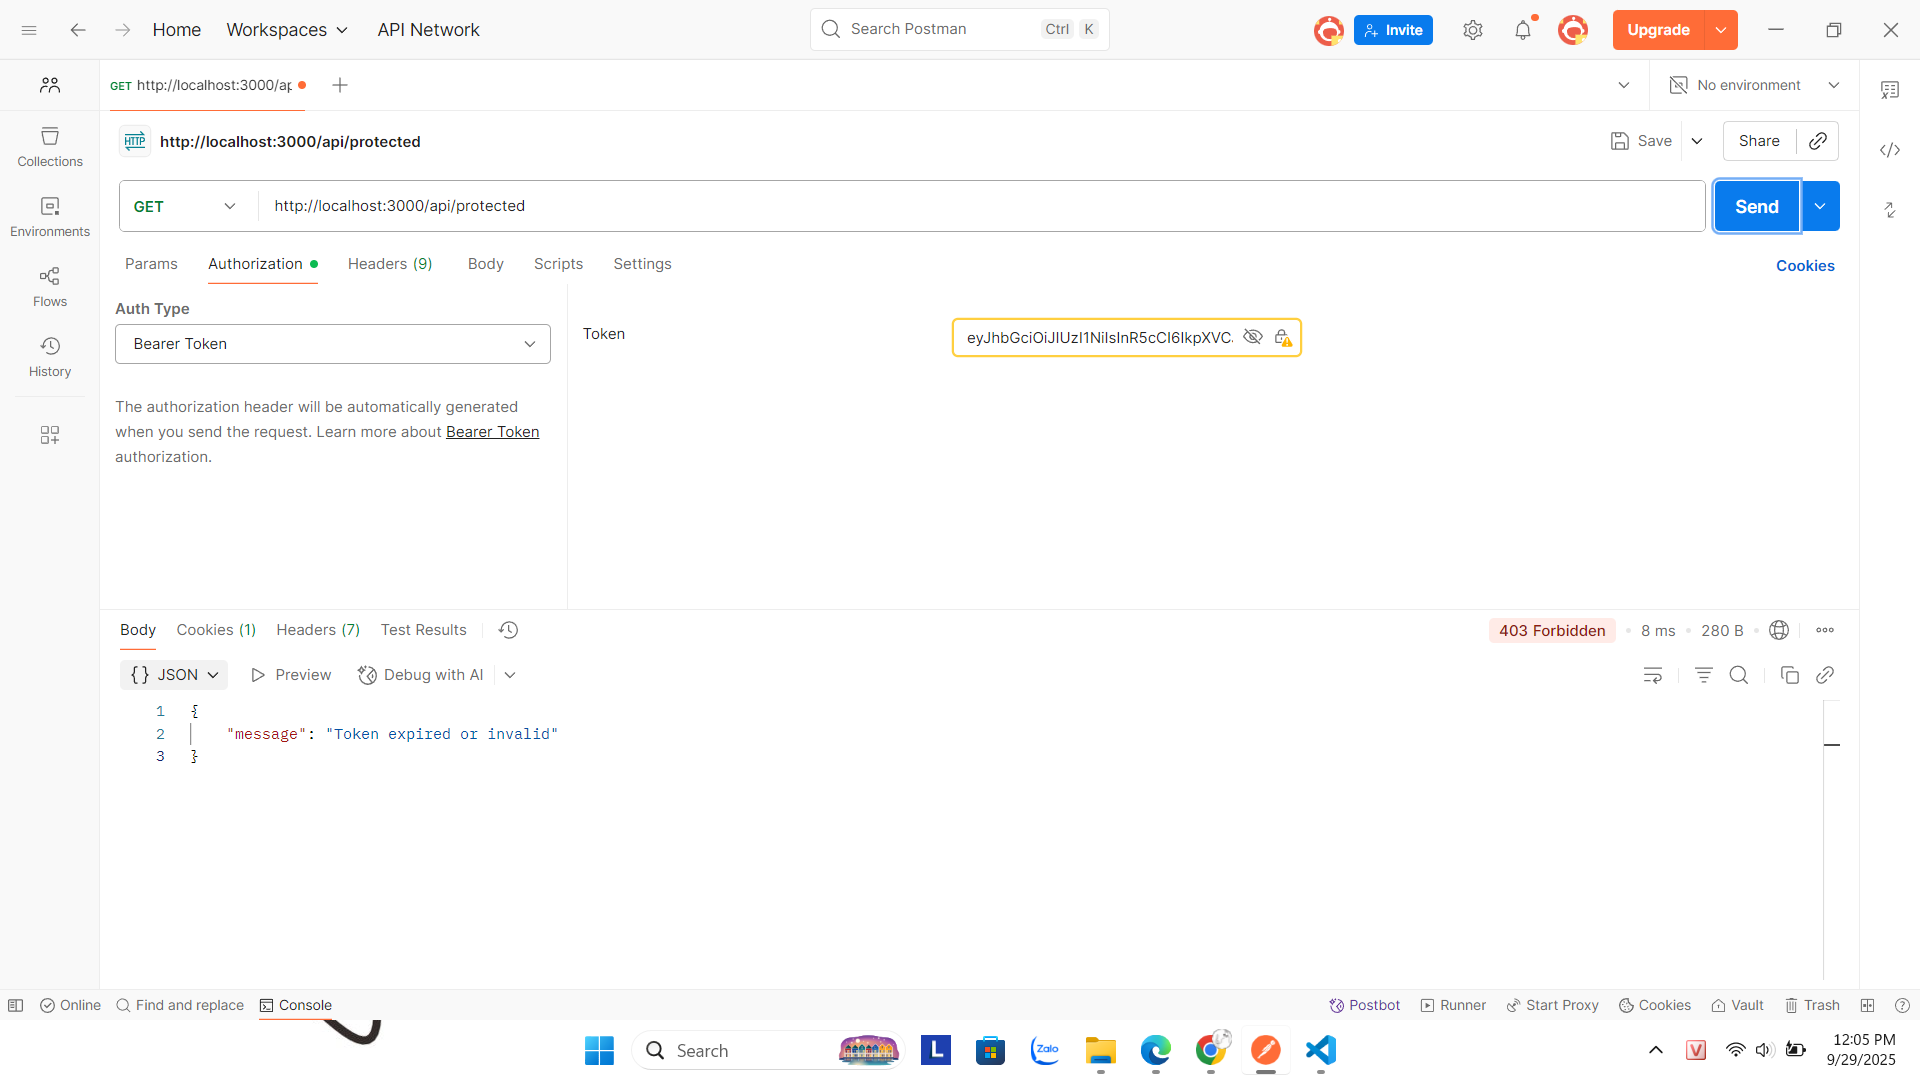 Home
Workspaces
API Network
Search Postman
Ctrl
K
Invite
Upgrade
GET http://localhost:3000/ap
No environment
HTTP
http://localhost:3000/api/protected
Save
Share
GET
http://localhost:3000/api/protected
Send
Collections
Environments
Flows
History
Params
Authorization
Headers (9)
Body
Scripts
Settings
Cookies
Auth Type
Bearer Token
The authorization header will be automatically generated
when you send the request. Learn more about Bearer Token
authorization.
Token
eyJhbGciOiJIUzI1NiIsInR5cCI6IkpXVC.
Body
Cookies (1)
Headers (7)
Test Results
403 Forbidden
8 ms
280 B
{ } JSON
Preview
Debug with AI
1 {
2 "message": "Token expired or invalid"
3 }
Online
Find and replace
Console
Postbot
Runner
Start Proxy
Cookies
Vault
Trash
Search
L
Zalo
V
12:05 PM
9/29/2025